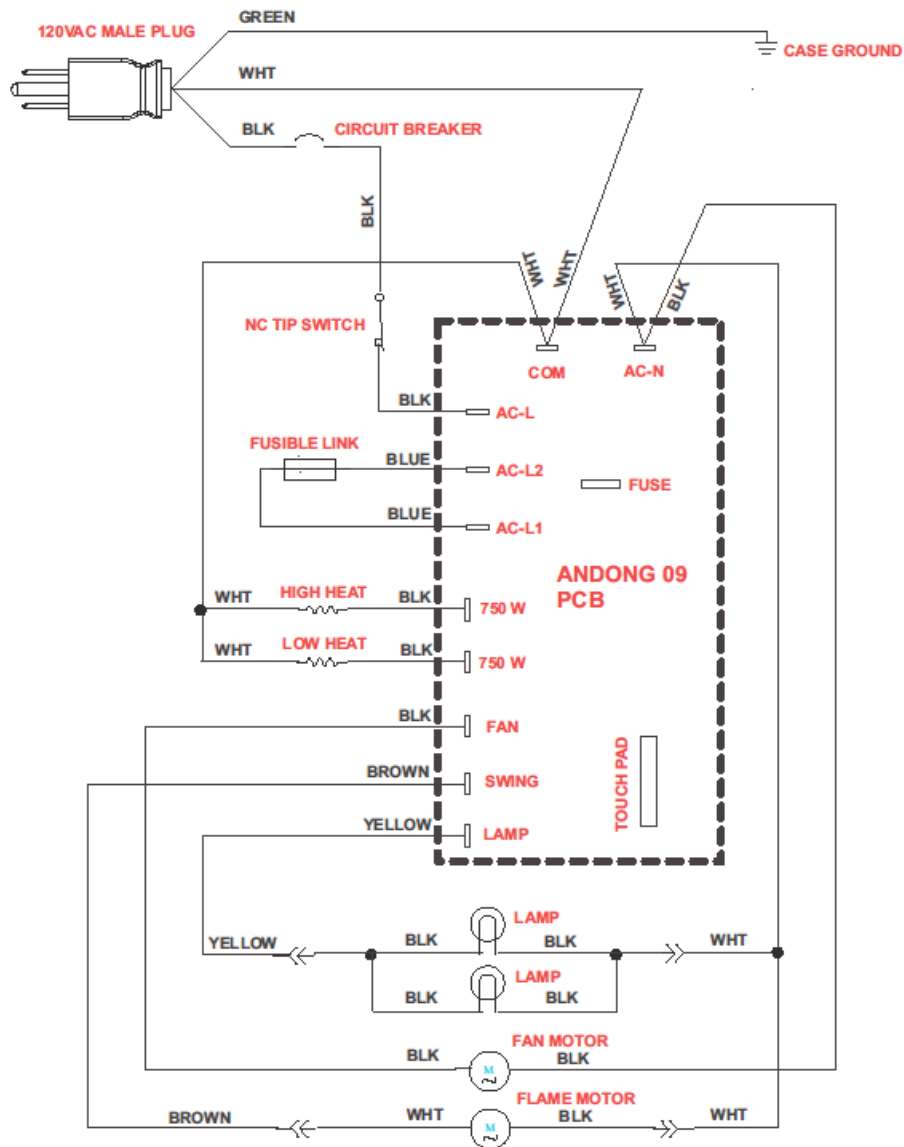 GREEN
120VAC MALE PLUG
CASE GROUND
WHT
BLK
CIRCUIT BREAKER
BLK
WHT
WHT
WHT
BLK
NC TIP SWITCH
COM
AC-N
BLK
AC-L
FUSIBLE LINK
BLUE
AC-L2
FUSE
BLUE
AC-L1
ANDONG 09
PCB
WHT
HIGH HEAT
BLK
750 W
WHT
LOW HEAT
BLK
750 W
BLK
FAN
TOUCH PAD
BROWN
SWING
YELLOW
LAMP
LAMP
YELLOW
BLK
BLK
WHT
LAMP
BLK
BLK
FAN MOTOR
BLK
M
BLK
FLAME MOTOR
BROWN
WHT
M
BLK
WHT